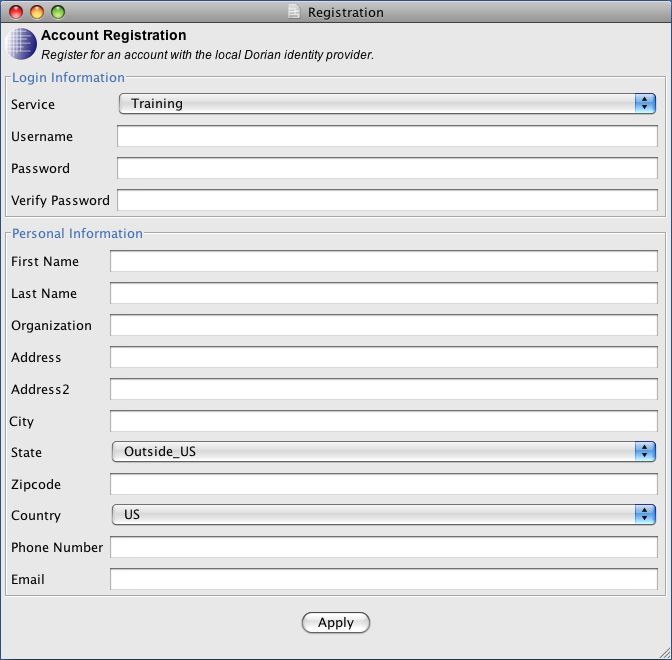 Registration
Account Registration
Register for an account with the local Dorian identity provider.
Login Information
Service Training
Username
Password
Verify Password
Personal Information
First Name
Last Name
Organization
Address
Address2
City
State Outside_US
Zipcode
Country US
Phone Number
Email
Apply